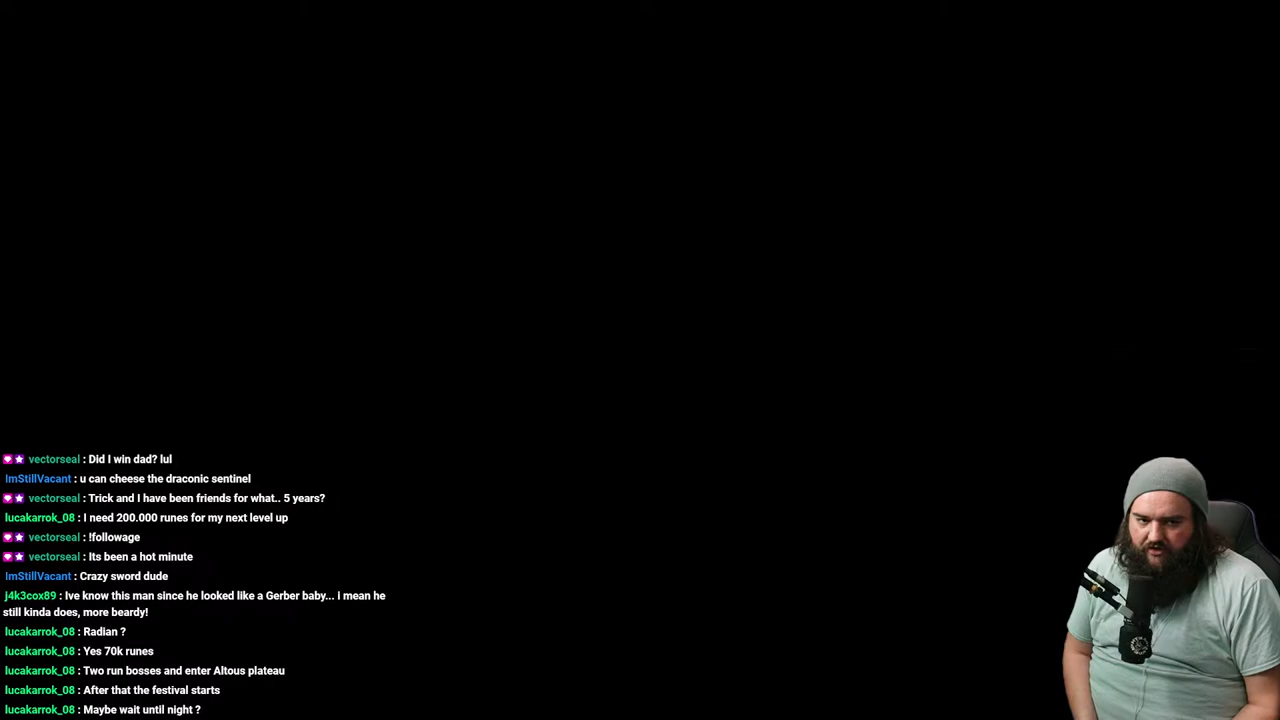 vectorseal : Did I win dad? lul
ImStillVacant : u can cheese the draconic sentinel
vectorseal : Trick and I have been friends for what.. 5 years?
lucakarrok_08 : I need 200.000 runes for my next level up
vectorseal : !followage
vectorseal : Its been a hot minute
ImStillVacant : Crazy sword dude
j4k3cox89 : Ive know this man since he looked like a Gerber baby... i mean he
still kinda does, more beardy!
lucakarrok_08 : Radian ?
lucakarrok_08 : Yes 70k runes
lucakarrok_08 : Two run bosses and enter Altous plateau
lucakarrok_08 : After that the festival starts
lucakarrok_08 : Maybe wait until night ?